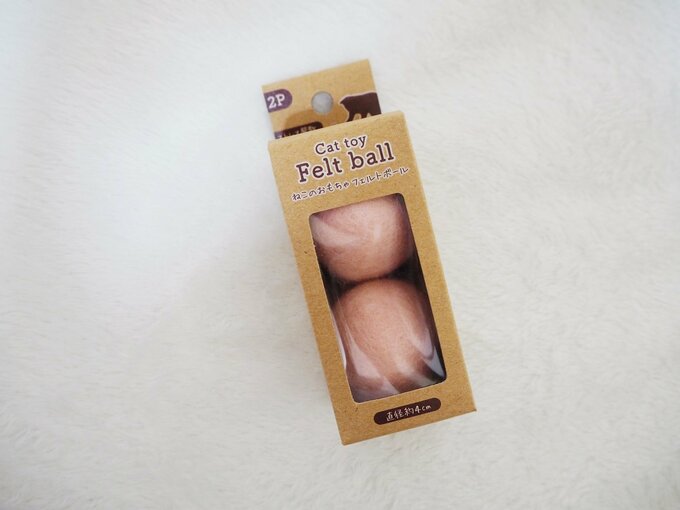 2P
Cat toy
Felt ball
ねこのおもちゃ フェルトボール
直径約4cm